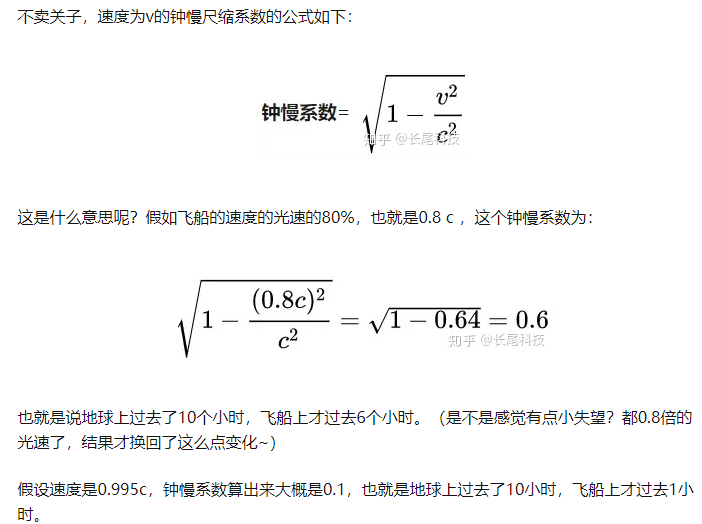 不卖关子，速度为v的钟慢尺缩系数的公式如下：
钟慢系数= √(1 − v²/c²)
知乎 @长尾科技
这是什么意思呢？假如飞船的速度的光速的80%，也就是0.8 c ，这个钟慢系数为：
√(1 − (0.8c)²/c²) = √(1 − 0.64) = 0.6
知乎 @长尾科技
也就是说地球上过去了10个小时，飞船上才过去6个小时。（是不是感觉有点小失望？都0.8倍的
光速了，结果才换回了这么点变化~）
假设速度是0.995c，钟慢系数算出来大概是0.1，也就是地球上过去了10小时，飞船上才过去1小
时。